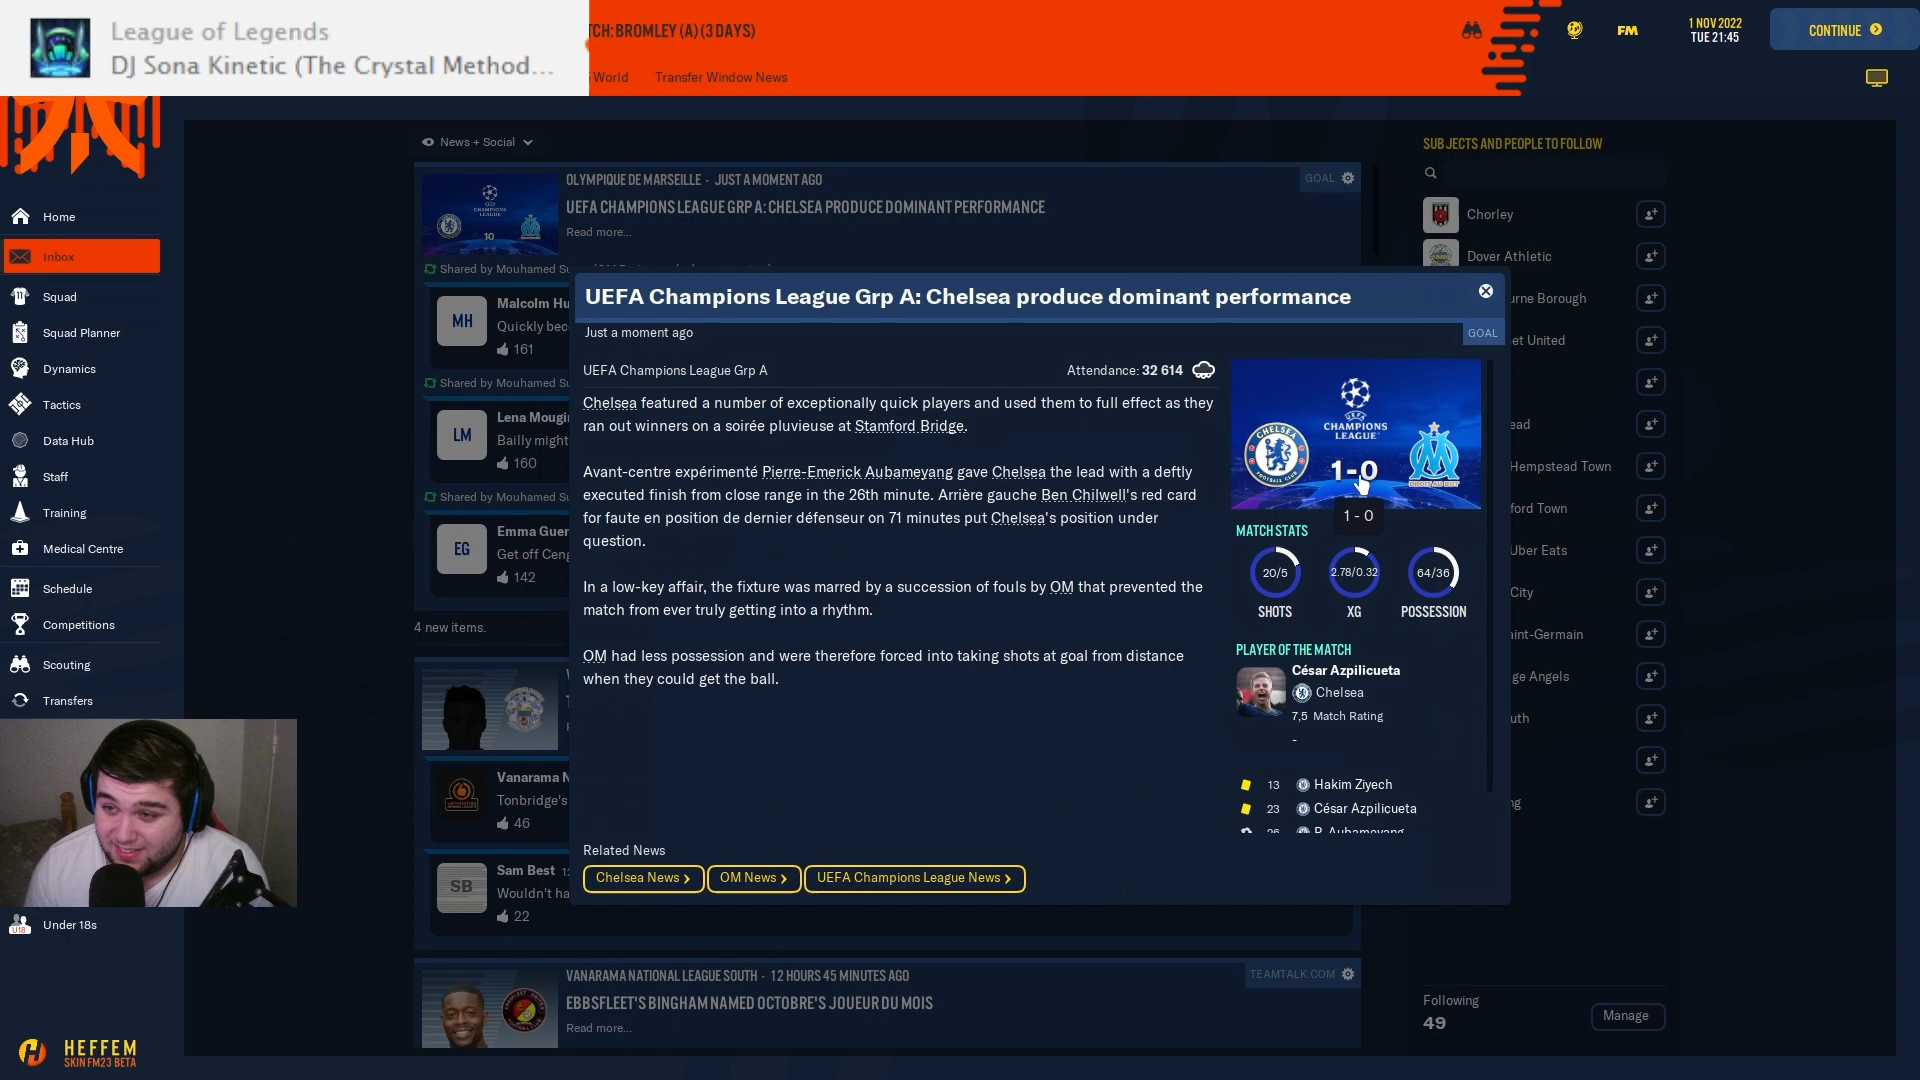 League of Legends
DJ Sona Kinetic (The Crystal Method...
TCH: BROMLEY (A) (3 DAYS)
World
Transfer Window News
FM
1 NOV 2022
TUE 21:45
CONTINUE
Home
Inbox
Squad
Squad Planner
Dynamics
Tactics
Data Hub
Staff
Training
Medical Centre
Schedule
Competitions
Scouting
Transfers
U18
Under 18s
HEFFEM
SKIN FM23 BETA
News + Social
OLYMPIQUE DE MARSEILLE - JUST A MOMENT AGO
GOAL
UEFA CHAMPIONS LEAGUE GRP A: CHELSEA PRODUCE DOMINANT PERFORMANCE
Read more...
Shared by Mouhamed Su
MH
Malcolm Hu
Quickly bec
161
Shared by Mouhamed Su
LM
Lena Mougin
Bailly might
160
Shared by Mouhamed Su
EG
Emma Guer
Get off Ceng
142
4 new items.
Vanarama N
Tonbridge's
46
SB
Sam Best
Wouldn't ha
22
VANARAMA NATIONAL LEAGUE SOUTH - 12 HOURS 45 MINUTES AGO
TEAMTALK.COM
EBBSFLEET'S BINGHAM NAMED OCTOBRE'S JOUEUR DU MOIS
Read more...
UEFA Champions League Grp A: Chelsea produce dominant performance
Just a moment ago
GOAL
UEFA Champions League Grp A
Attendance: 32 614
Chelsea featured a number of exceptionally quick players and used them to full effect as they
ran out winners on a soirée pluvieuse at Stamford Bridge.
Avant-centre expérimenté Pierre-Emerick Aubameyang gave Chelsea the lead with a deftly
executed finish from close range in the 26th minute. Arrière gauche Ben Chilwell's red card
for faute en position de dernier défenseur on 71 minutes put Chelsea's position under
question.
In a low-key affair, the fixture was marred by a succession of fouls by OM that prevented the
match from ever truly getting into a rhythm.
OM had less possession and were therefore forced into taking shots at goal from distance
when they could get the ball.
Related News
Chelsea News
OM News
UEFA Champions League News
UEFA
CHAMPIONS
LEAGUE
CHELSEA
FOOTBALL CLUB
DROIT AU BUT
1-0
1 - 0
MATCH STATS
20/5
2.78/0.32
64/36
SHOTS
XG
POSSESSION
PLAYER OF THE MATCH
César Azpilicueta
Chelsea
7,5 Match Rating
-
13 Hakim Ziyech
23 César Azpilicueta
26 P. Aubameyang
SUBJECTS AND PEOPLE TO FOLLOW
Chorley
Dover Athletic
urne Borough
et United
ead
Hempstead Town
ford Town
Uber Eats
City
aint-Germain
ge Angels
uth
ng
Following
49
Manage